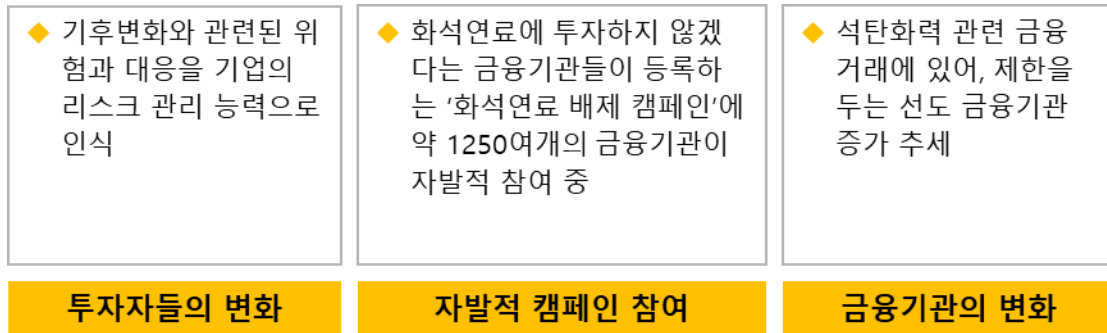 ◆ 기후변화와 관련된 위
험과 대응을 기업의
리스크 관리 능력으로
인식
투자자들의 변화
◆ 화석연료에 투자하지 않겠
다는 금융기관들이 등록하
는 ‘화석연료 배제 캠페인’에
약 1250여개의 금융기관이
자발적 참여 중
자발적 캠페인 참여
◆ 석탄화력 관련 금융
거래에 있어, 제한을
두는 선도 금융기관
증가 추세
금융기관의 변화